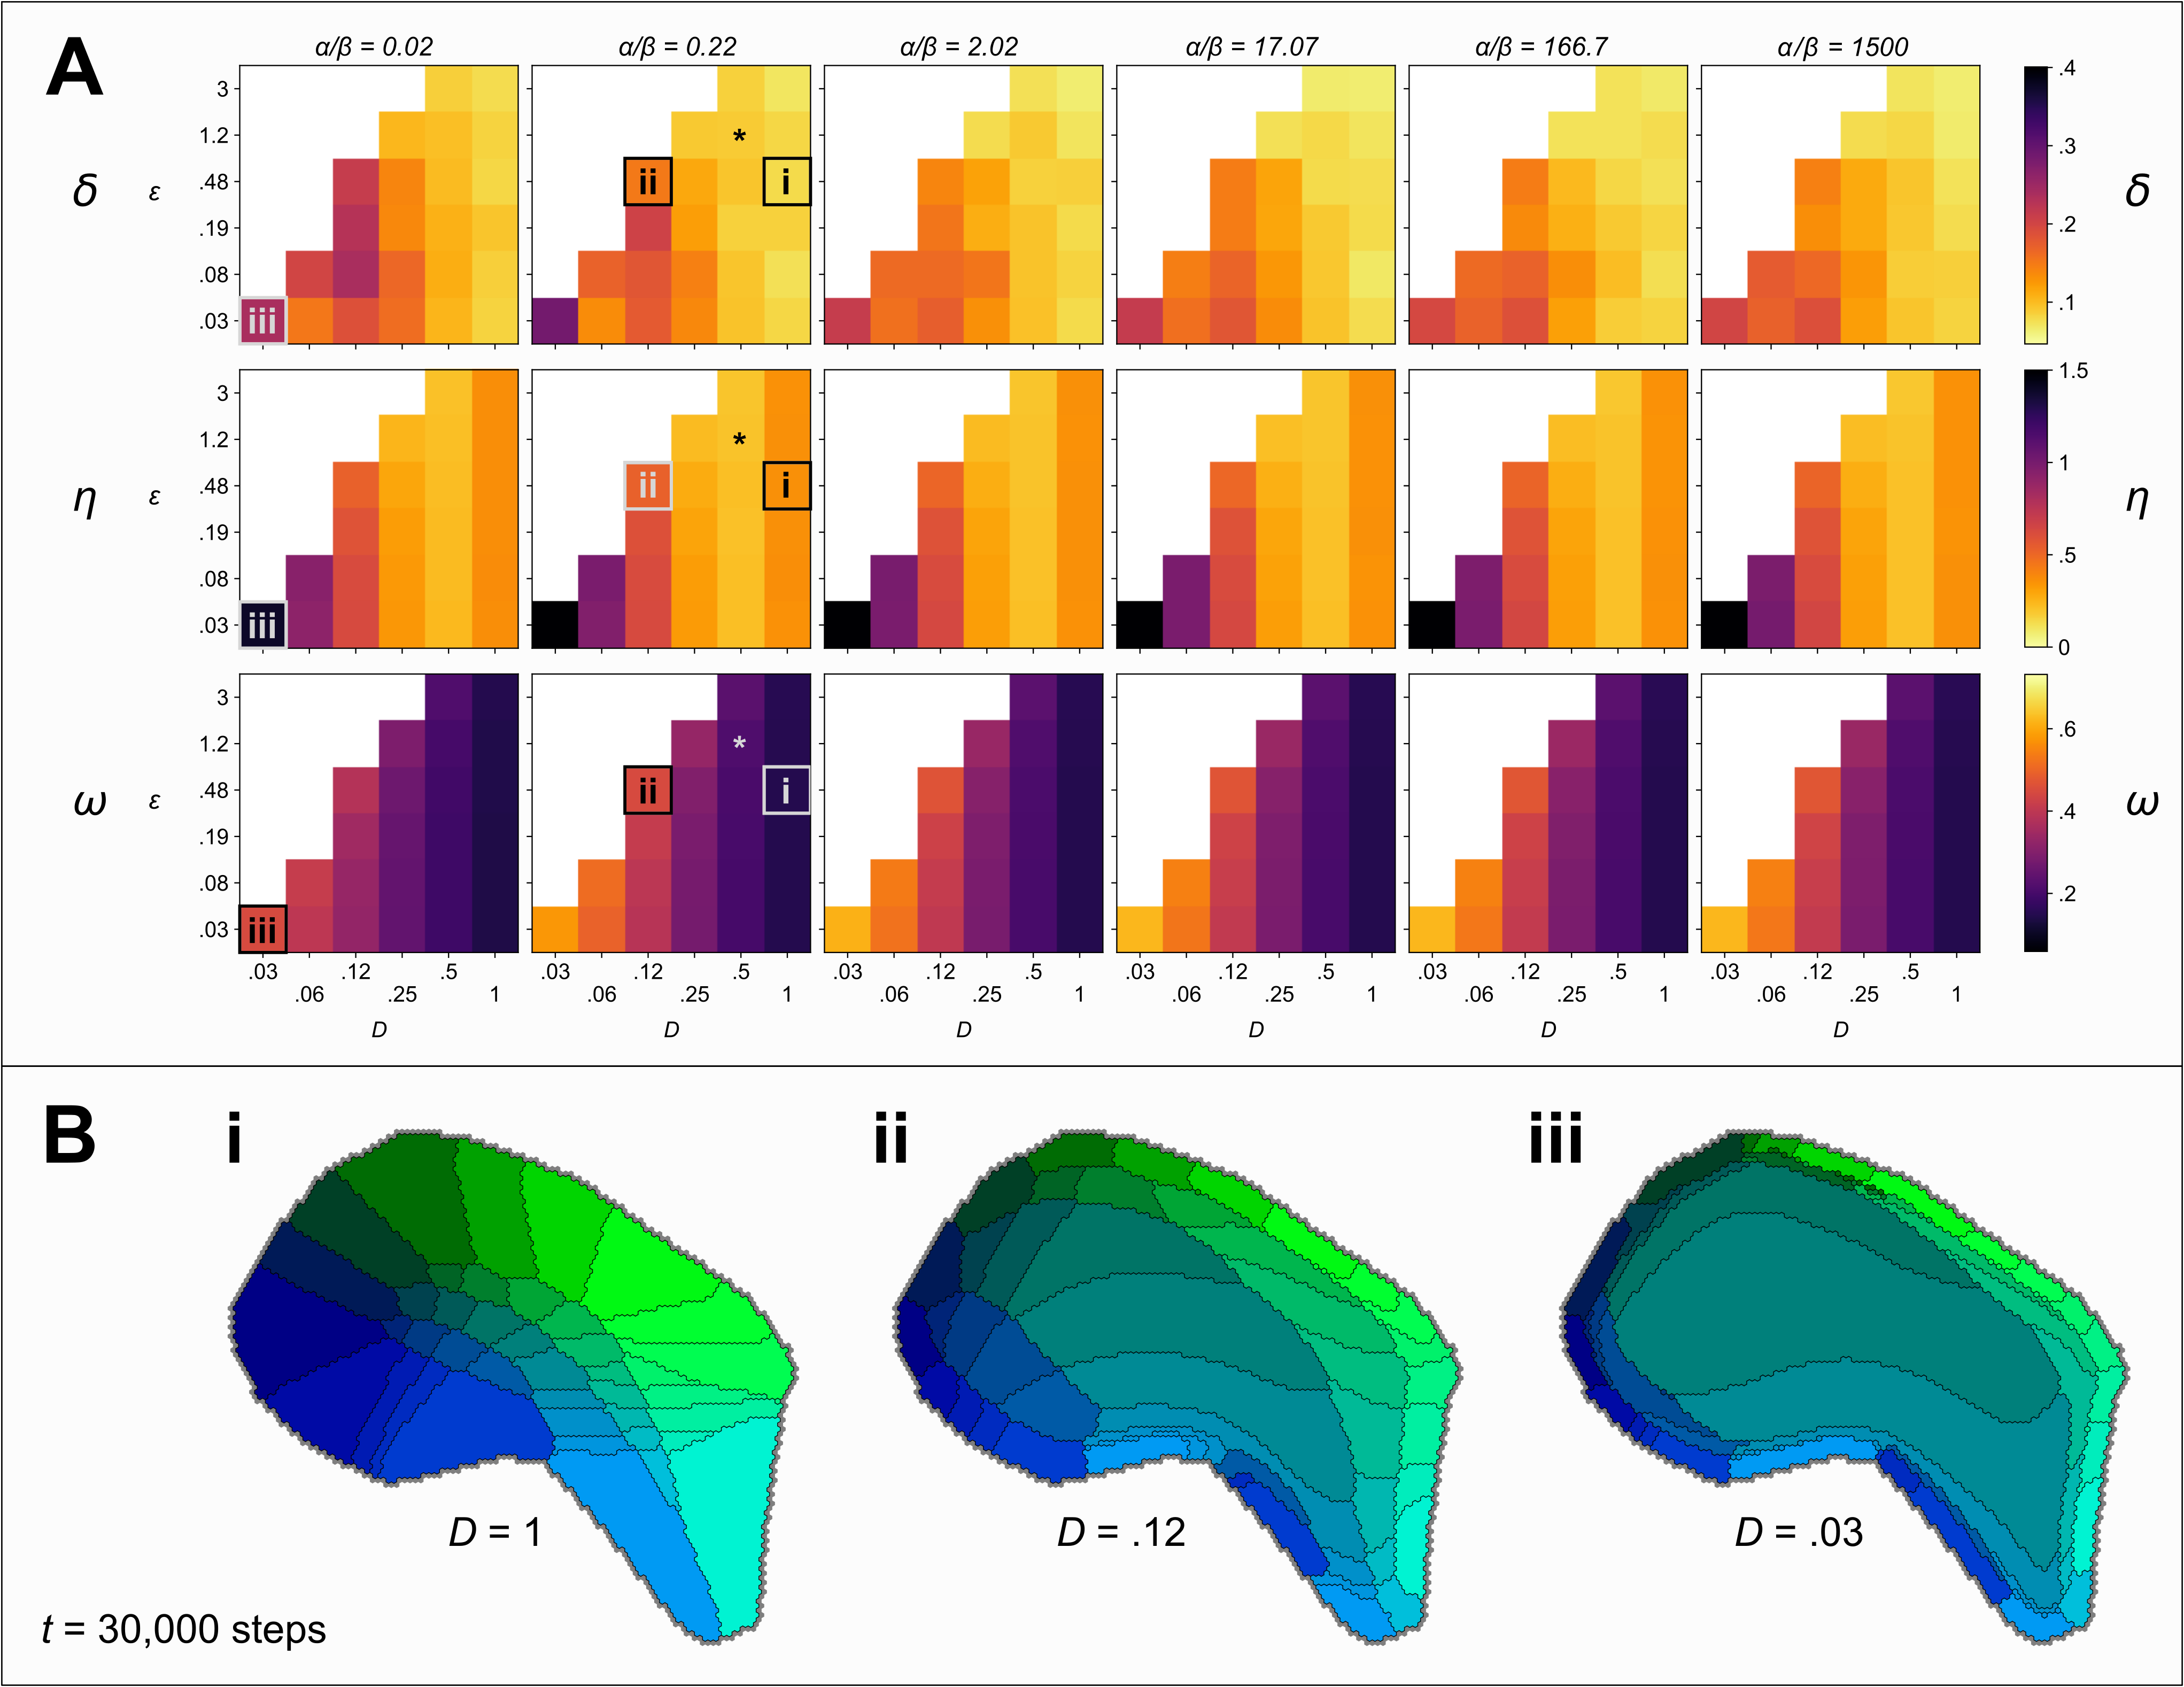 A
α/β = 0.02 α/β = 0.22 α/β = 2.02 α/β = 17.07 α/β = 166.7 α/β = 1500
δ ε 3 1.2 .48 .19 .08 .03
* ii i iii
.4 .3 .2 .1 δ
η ε 3 1.2 .48 .19 .08 .03
* ii i iii
1.5 1 .5 0 η
ω ε 3 1.2 .48 .19 .08 .03
* ii i iii
.6 .4 .2 ω
.03 .12 .5 .03 .12 .5 .03 .12 .5 .03 .12 .5 .03 .12 .5 .03 .12 .5
.06 .25 1 .06 .25 1 .06 .25 1 .06 .25 1 .06 .25 1 .06 .25 1
D D D D D D
B i ii iii
D = 1 D = .12 D = .03
t = 30,000 steps